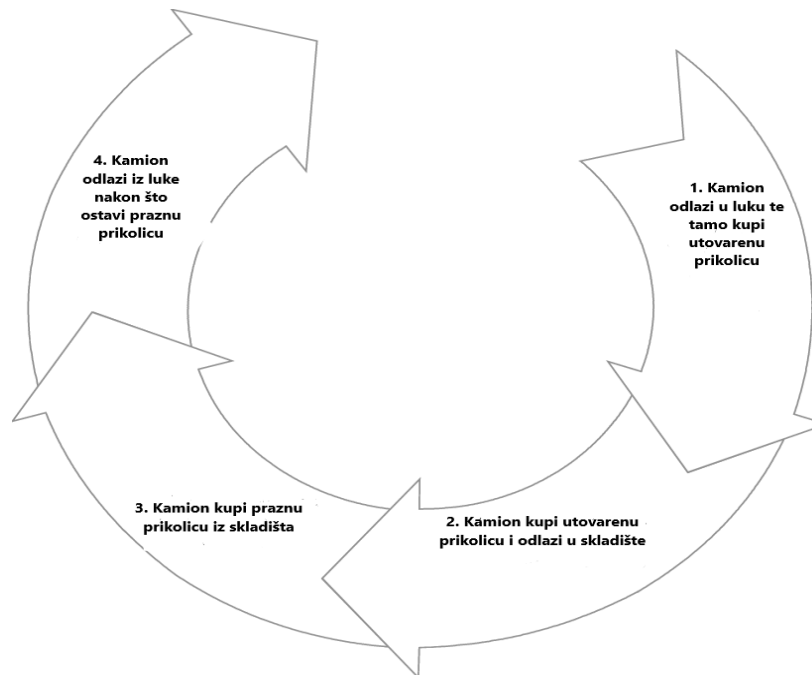 1. Kamion
odlazi u luku te
tamo kupi
utovarenu
prikolicu
2. Kamion kupi utovarenu
prikolicu i odlazi u skladište
3. Kamion kupi praznu
prikolicu iz skladišta
4. Kamion
odlazi iz luke
nakon što
ostavi praznu
prikolicu